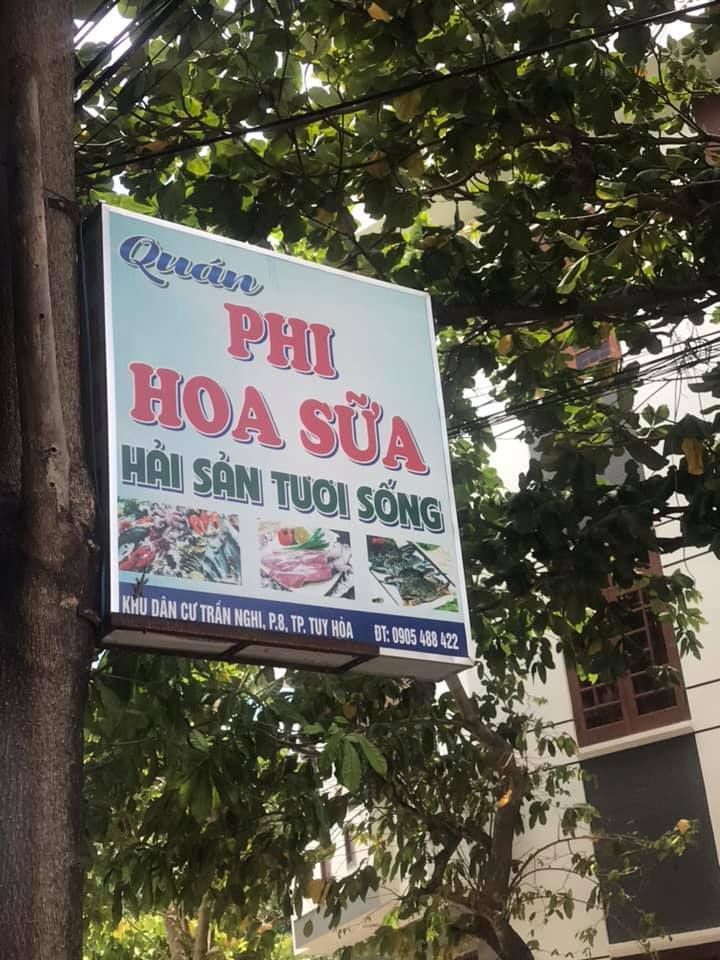 Quán
PHI
HOA SỮA
HẢI SẢN TƯƠI SỐNG
KHU DÂN CƯ TRẦN NGHI, P.8, TP. TUY HÒA ĐT: 0905 488 422